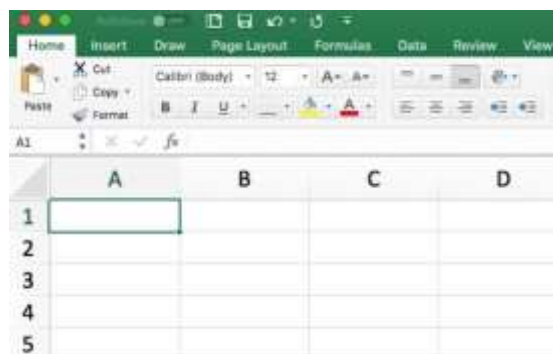 Home Insert Draw Page Layout Formulas Data Review View
Paste Cut Copy Format
Calibri (Body) 12 A A
B I U A
A1 fx
A B C D
1
2
3
4
5